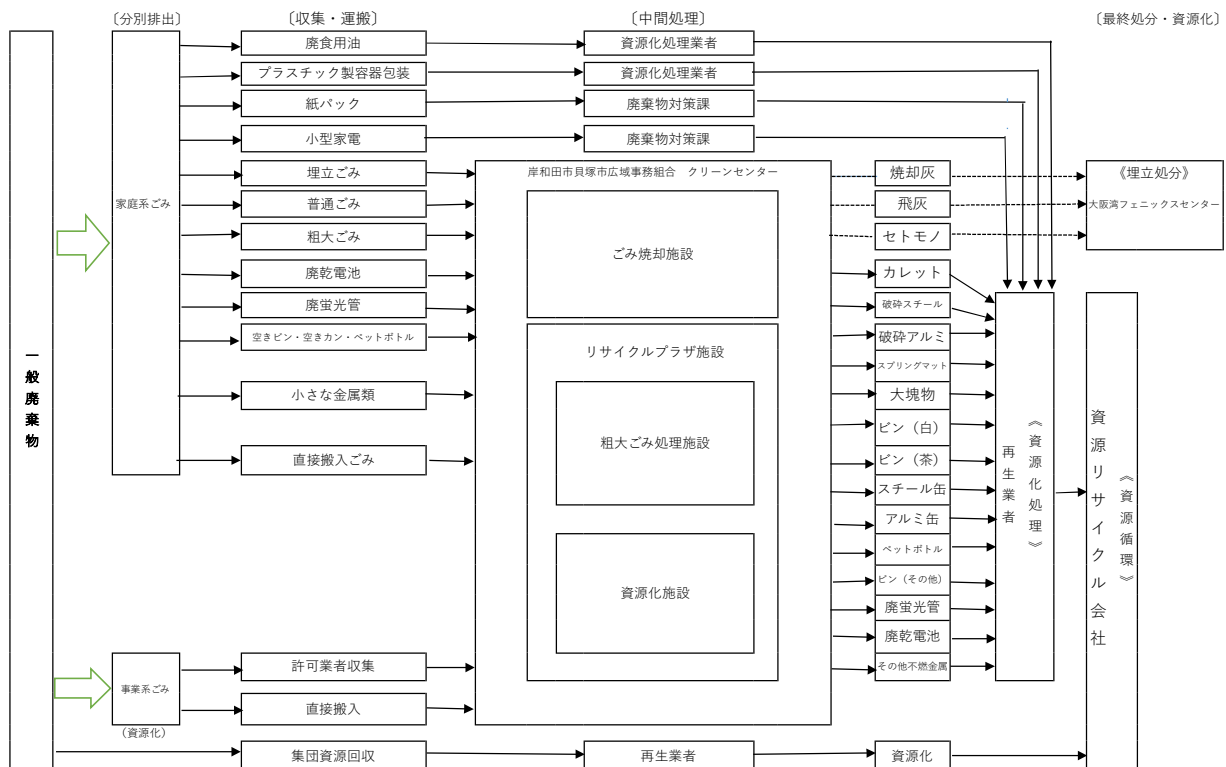 〔分別排出〕
〔収集・運搬〕
〔中間処理〕
〔最終処分・資源化〕
一般廃棄物
家庭系ごみ
廃食用油
資源化処理業者
プラスチック製容器包装
資源化処理業者
紙パック
廃棄物対策課
小型家電
廃棄物対策課
埋立ごみ
普通ごみ
粗大ごみ
廃乾電池
廃蛍光管
空きビン・空きカン・ペットボトル
小さな金属類
直接搬入ごみ
岸和田市貝塚市広域事務組合 クリーンセンター
ごみ焼却施設
リサイクルプラザ施設
粗大ごみ処理施設
資源化施設
焼却灰
飛灰
セトモノ
カレット
破砕スチール
破砕アルミ
スプリングマット
大塊物
ビン(白)
ビン(茶)
スチール缶
アルミ缶
ペットボトル
ビン(その他)
廃蛍光管
廃乾電池
その他不燃金属
《埋立処分》
大阪湾フェニックスセンター
《資源化処理》
再生業者
《資源循環》
資源リサイクル会社
事業系ごみ
(資源化)
許可業者収集
直接搬入
集団資源回収
再生業者
資源化